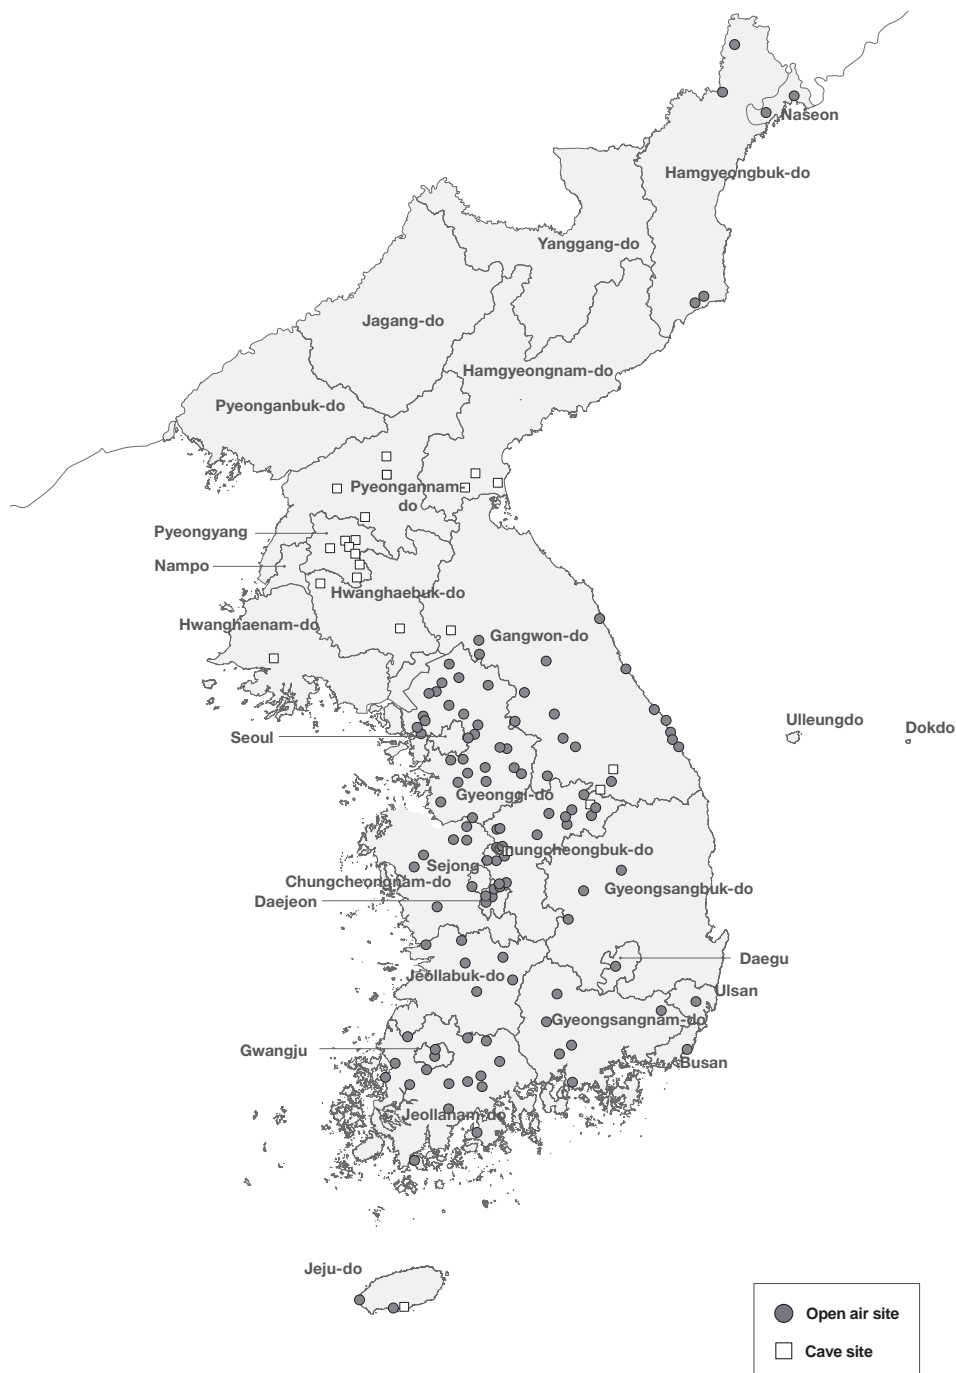 Naseon
Hamgyeongbuk-do
Yanggang-do
Jagang-do
Hamgyeongnam-do
Pyeonganbuk-do
Pyeongannam-
do
Pyeongyang
Nampo
Hwanghaebuk-do
Hwanghaenam-do
Gangwon-do
Ulleungdo
Dokdo
Seoul
Gyeonggi-do
Chungcheongbuk-do
Sejong
Chungcheongnam-do
Gyeongsangbuk-do
Daejeon
Daegu
Jeollabuk-do
Ulsan
Gyeongsangnam-do
Gwangju
Busan
Jeollanam-do
Jeju-do
Open air site
Cave site